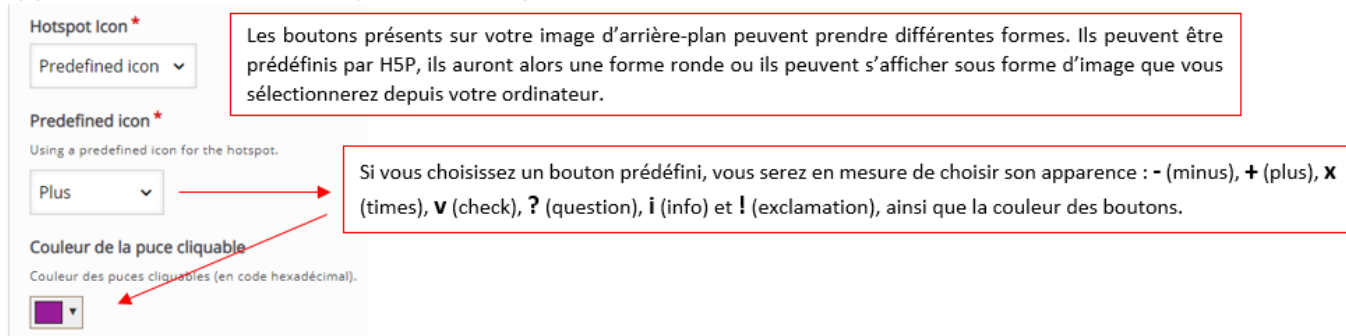 Hotspot Icon *
Predefined icon
Les boutons présents sur votre image d'arrière-plan peuvent prendre différentes formes. Ils peuvent être
prédéfinis par H5P, ils auront alors une forme ronde ou ils peuvent s'afficher sous forme d'image que vous
sélectionnerez depuis votre ordinateur.
Predefined icon *
Using a predefined icon for the hotspot.
Plus
Si vous choisissez un bouton prédéfini, vous serez en mesure de choisir son apparence : - (minus), + (plus), x
(times), v (check), ? (question), i (info) et ! (exclamation), ainsi que la couleur des boutons.
Couleur de la puce cliquable
Couleur des puces cliquables (en code hexadécimal).